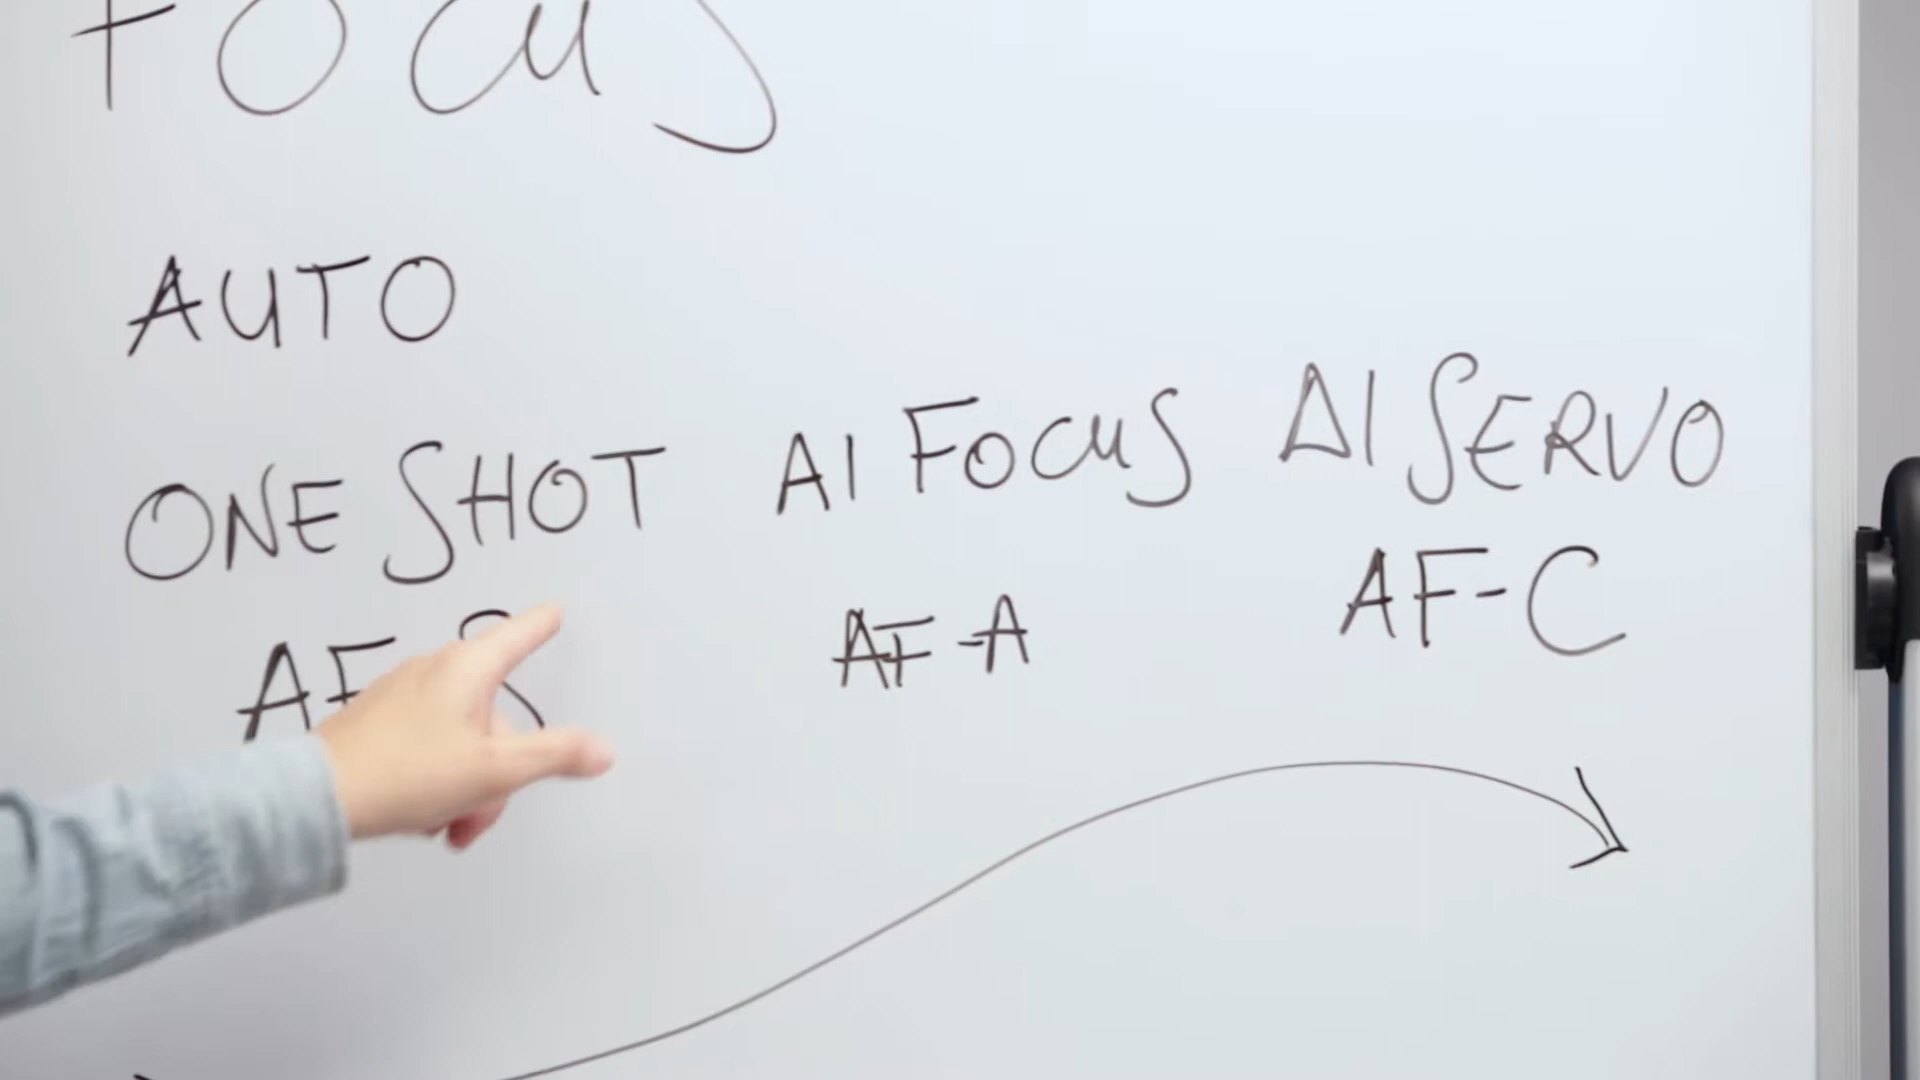 FOCUS
AUTO
ONE SHOT AI FOCUS AI SERVO
AF-A AF-C